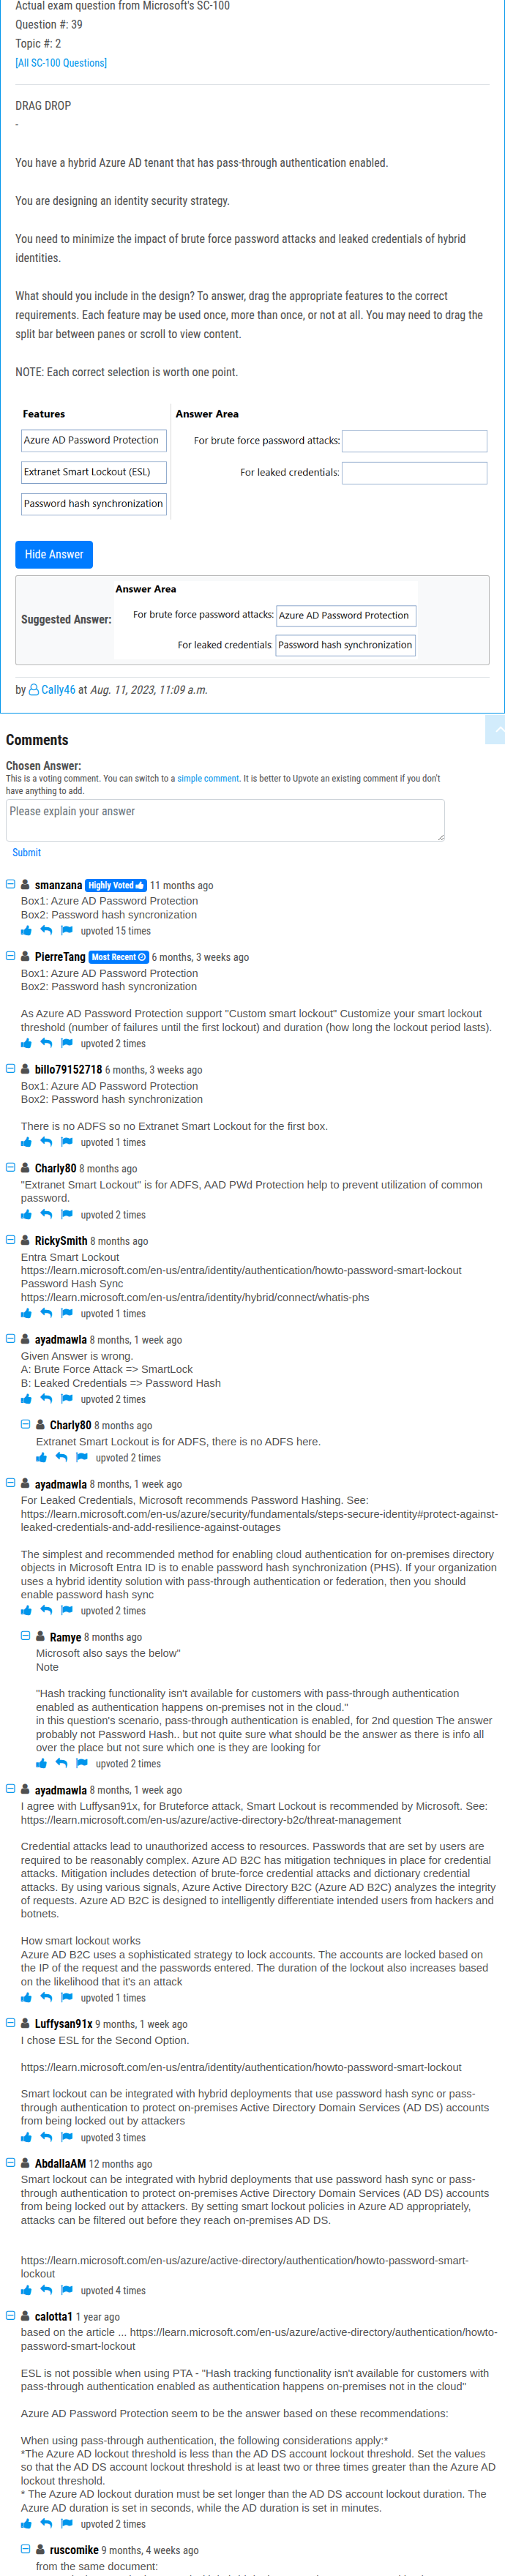 Actual exam question from Microsoft's SC-100
Question #: 39
Topic #: 2
[All SC-100 Questions]
DRAG DROP
-
You have a hybrid Azure AD tenant that has pass-through authentication enabled.
You are designing an identity security strategy.
You need to minimize the impact of brute force password attacks and leaked credentials of hybrid
identities.
What should you include in the design? To answer, drag the appropriate features to the correct
requirements. Each feature may be used once, more than once, or not at all. You may need to drag the
split bar between panes or scroll to view content.
NOTE: Each correct selection is worth one point.
Features
Azure AD Password Protection
Extranet Smart Lockout (ESL)
Password hash synchronization
Answer Area
For brute force password attacks:
For leaked credentials:
Hide Answer
Suggested Answer:
Answer Area
For brute force password attacks: Azure AD Password Protection
For leaked credentials: Password hash synchronization
by Cally46 at Aug. 11, 2023, 11:09 a.m.
Comments
Chosen Answer:
This is a voting comment. You can switch to a simple comment. It is better to Upvote an existing comment if you don't
have anything to add.
Please explain your answer
Submit
smanzana Highly Voted 11 months ago
Box1: Azure AD Password Protection
Box2: Password hash syncronization
upvoted 15 times
PierreTang Most Recent 6 months, 3 weeks ago
Box1: Azure AD Password Protection
Box2: Password hash syncronization
As Azure AD Password Protection support "Custom smart lockout" Customize your smart lockout
threshold (number of failures until the first lockout) and duration (how long the lockout period lasts).
upvoted 2 times
billo79152718 6 months, 3 weeks ago
Box1: Azure AD Password Protection
Box2: Password hash synchronization
There is no ADFS so no Extranet Smart Lockout for the first box.
upvoted 1 times
Charly80 8 months ago
"Extranet Smart Lockout" is for ADFS, AAD PWd Protection help to prevent utilization of common
password.
upvoted 2 times
RickySmith 8 months ago
Entra Smart Lockout
https://learn.microsoft.com/en-us/entra/identity/authentication/howto-password-smart-lockout
Password Hash Sync
https://learn.microsoft.com/en-us/entra/identity/hybrid/connect/whatis-phs
upvoted 1 times
ayadmawla 8 months, 1 week ago
Given Answer is wrong.
A: Brute Force Attack => SmartLock
B: Leaked Credentials => Password Hash
upvoted 2 times
Charly80 8 months ago
Extranet Smart Lockout is for ADFS, there is no ADFS here.
upvoted 2 times
ayadmawla 8 months, 1 week ago
For Leaked Credentials, Microsoft recommends Password Hashing. See:
https://learn.microsoft.com/en-us/azure/security/fundamentals/steps-secure-identity#protect-against-
leaked-credentials-and-add-resilience-against-outages
The simplest and recommended method for enabling cloud authentication for on-premises directory
objects in Microsoft Entra ID is to enable password hash synchronization (PHS). If your organization
uses a hybrid identity solution with pass-through authentication or federation, then you should
enable password hash sync
upvoted 2 times
Ramye 8 months ago
Microsoft also says the below"
Note
"Hash tracking functionality isn't available for customers with pass-through authentication
enabled as authentication happens on-premises not in the cloud."
in this question's scenario, pass-through authentication is enabled, for 2nd question The answer
probably not Password Hash.. but not quite sure what should be the answer as there is info all
over the place but not sure which one is they are looking for
upvoted 2 times
ayadmawla 8 months, 1 week ago
I agree with Luffysan91x, for Bruteforce attack, Smart Lockout is recommended by Microsoft. See:
https://learn.microsoft.com/en-us/azure/active-directory-b2c/threat-management
Credential attacks lead to unauthorized access to resources. Passwords that are set by users are
required to be reasonably complex. Azure AD B2C has mitigation techniques in place for credential
attacks. Mitigation includes detection of brute-force credential attacks and dictionary credential
attacks. By using various signals, Azure Active Directory B2C (Azure AD B2C) analyzes the integrity
of requests. Azure AD B2C is designed to intelligently differentiate intended users from hackers and
botnets.
How smart lockout works
Azure AD B2C uses a sophisticated strategy to lock accounts. The accounts are locked based on
the IP of the request and the passwords entered. The duration of the lockout also increases based
on the likelihood that it's an attack
upvoted 1 times
Luffysan91x 9 months, 1 week ago
I chose ESL for the Second Option.
https://learn.microsoft.com/en-us/entra/identity/authentication/howto-password-smart-lockout
Smart lockout can be integrated with hybrid deployments that use password hash sync or pass-
through authentication to protect on-premises Active Directory Domain Services (AD DS) accounts
from being locked out by attackers
upvoted 3 times
AbdallaAM 12 months ago
Smart lockout can be integrated with hybrid deployments that use password hash sync or pass-
through authentication to protect on-premises Active Directory Domain Services (AD DS) accounts
from being locked out by attackers. By setting smart lockout policies in Azure AD appropriately,
attacks can be filtered out before they reach on-premises AD DS.
https://learn.microsoft.com/en-us/azure/active-directory/authentication/howto-password-smart-
lockout
upvoted 4 times
calotta1 1 year ago
based on the article ... https://learn.microsoft.com/en-us/azure/active-directory/authentication/howto-
password-smart-lockout
ESL is not possible when using PTA - "Hash tracking functionality isn't available for customers with
pass-through authentication enabled as authentication happens on-premises not in the cloud"
Azure AD Password Protection seem to be the answer based on these recommendations:
When using pass-through authentication, the following considerations apply:*
*The Azure AD lockout threshold is less than the AD DS account lockout threshold. Set the values
so that the AD DS account lockout threshold is at least two or three times greater than the Azure AD
lockout threshold.
* The Azure AD lockout duration must be set longer than the AD DS account lockout duration. The
Azure AD duration is set in seconds, while the AD duration is set in minutes.
upvoted 2 times
ruscomike 9 months, 4 weeks ago
from the same document: